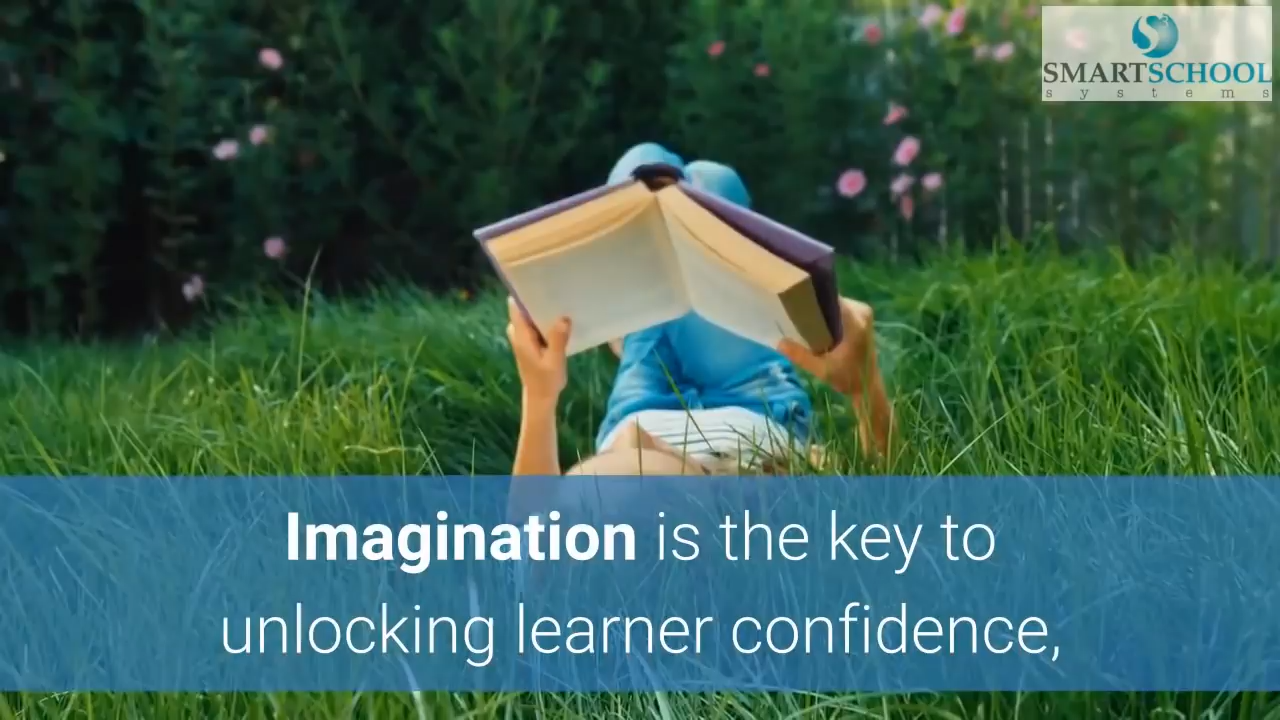 SMARTSCHOOL
systems
Imagination is the key to
unlocking learner confidence,